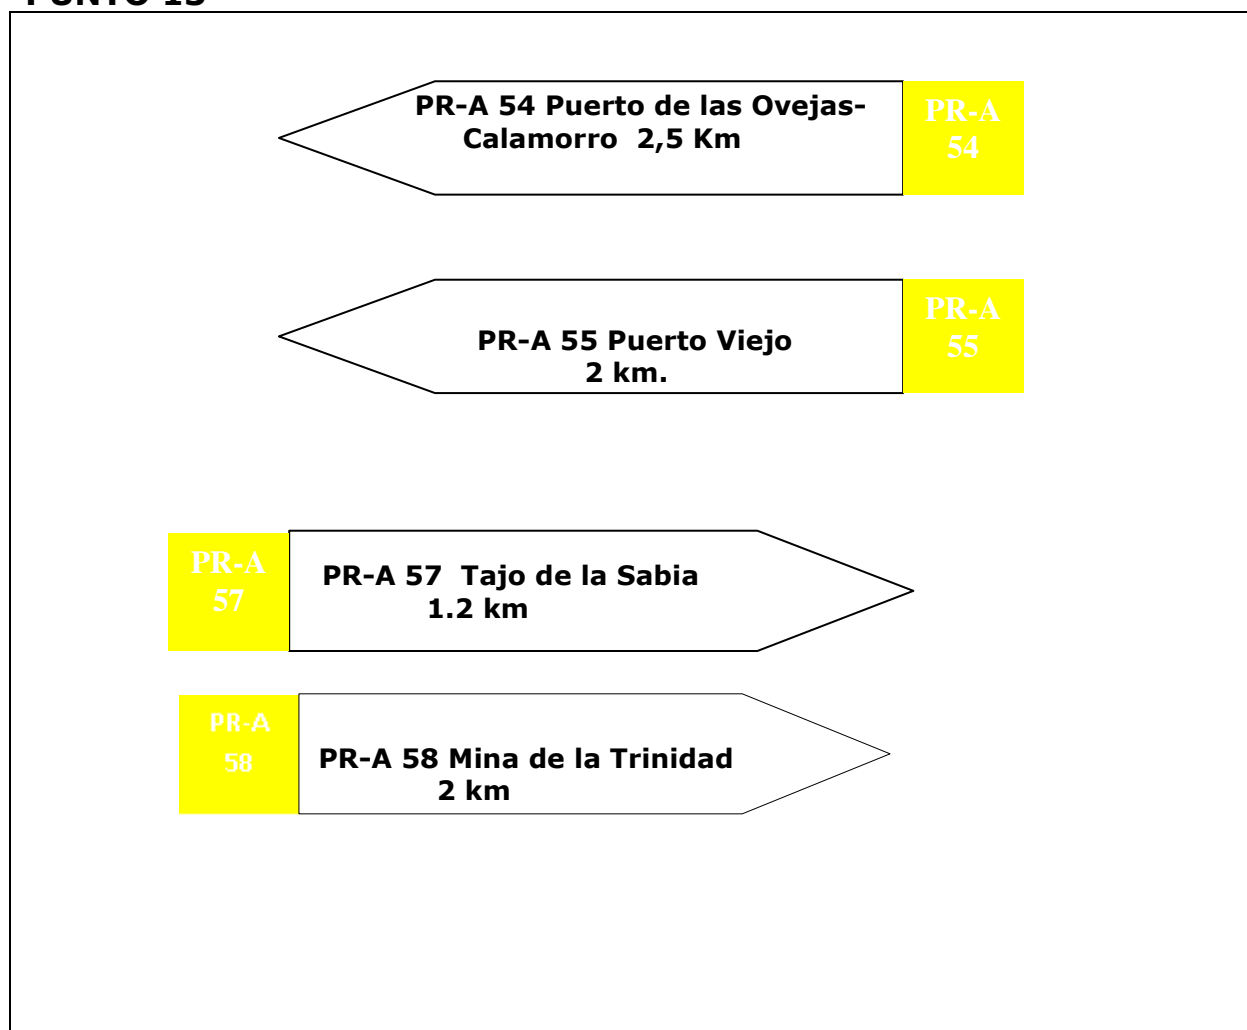 PUNTO 13
PR-A 54 Puerto de las Ovejas-
Calamorro 2,5 Km
PR-A
54
PR-A 55 Puerto Viejo
2 km.
PR-A
55
PR-A
57
PR-A 57 Tajo de la Sabia
1.2 km
PR-A
58
PR-A 58 Mina de la Trinidad
2 km